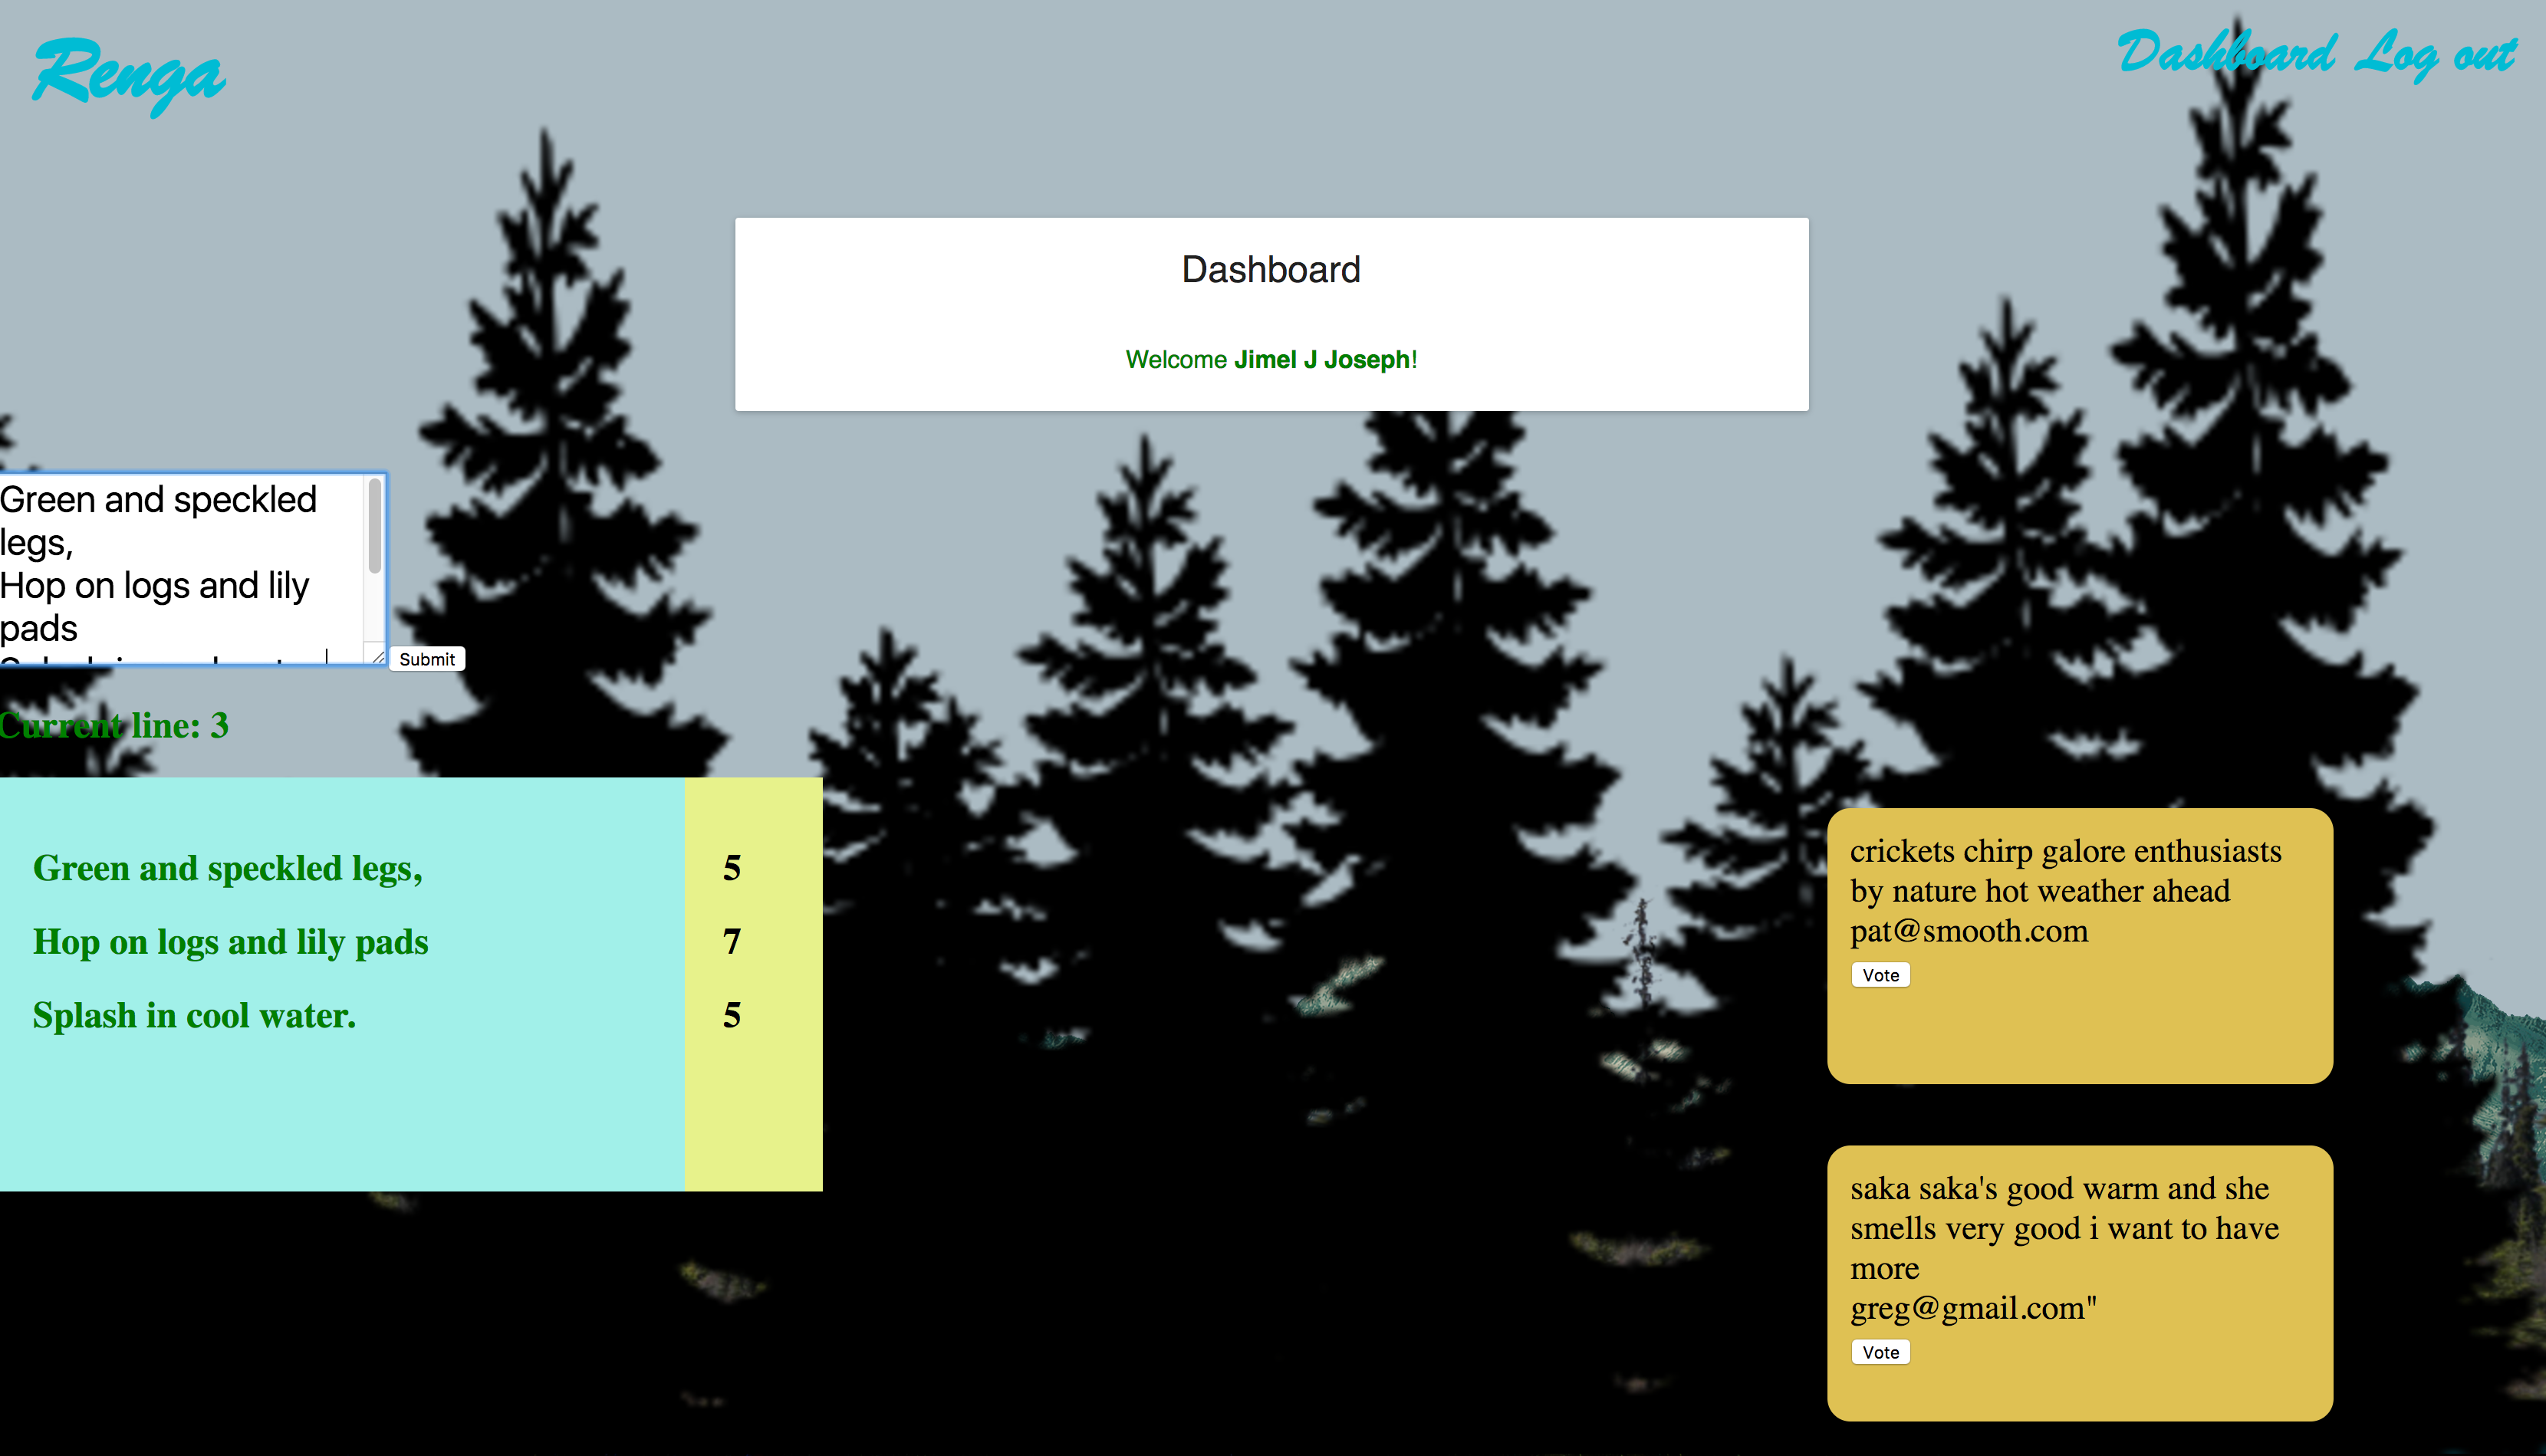 Renga
Dashboard Log out
Dashboard
Welcome Jimel J Joseph!
Green and speckled
legs,
Hop on logs and lily
pads
Submit
Current line: 3
Green and speckled legs, 5
Hop on logs and lily pads 7
Splash in cool water. 5
crickets chirp galore enthusiasts
by nature hot weather ahead
pat@smooth.com
Vote
saka saka's good warm and she
smells very good i want to have
more
greg@gmail.com"
Vote